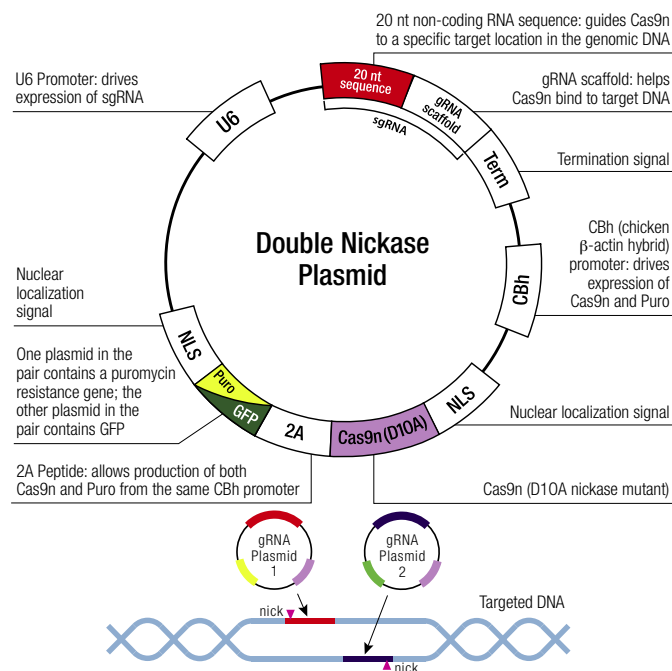 20 nt non-coding RNA sequence: guides Cas9n
to a specific target location in the genomic DNA
U6 Promoter: drives
expression of sgRNA
gRNA scaffold: helps
Cas9n bind to target DNA
20 nt
sequence
gRNA
scaffold
sgRNA
U6
Term
Termination signal
Double Nickase
Plasmid
CBh (chicken
β-actin hybrid)
promoter: drives
expression of
Cas9n and Puro
CBh
Nuclear
localization
signal
NLS
One plasmid in the
pair contains a puromycin
resistance gene; the
other plasmid in the
pair contains GFP
Puro
GFP
2A
Cas9n (D10A)
NLS
Nuclear localization signal
2A Peptide: allows production of both
Cas9n and Puro from the same CBh promoter
Cas9n (D10A nickase mutant)
gRNA
Plasmid
1
gRNA
Plasmid
2
nick
Targeted DNA
nick